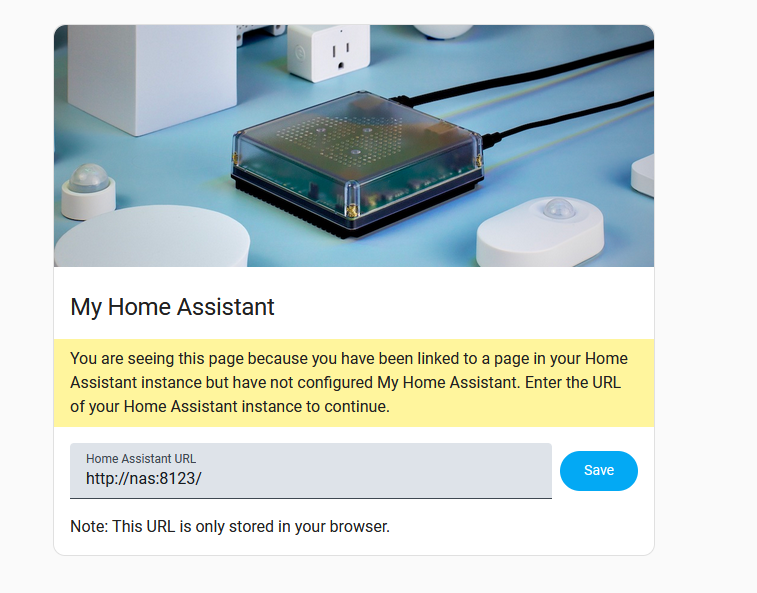 My Home Assistant
You are seeing this page because you have been linked to a page in your Home
Assistant instance but have not configured My Home Assistant. Enter the URL
of your Home Assistant instance to continue.
Home Assistant URL
http://nas:8123/
Save
Note: This URL is only stored in your browser.